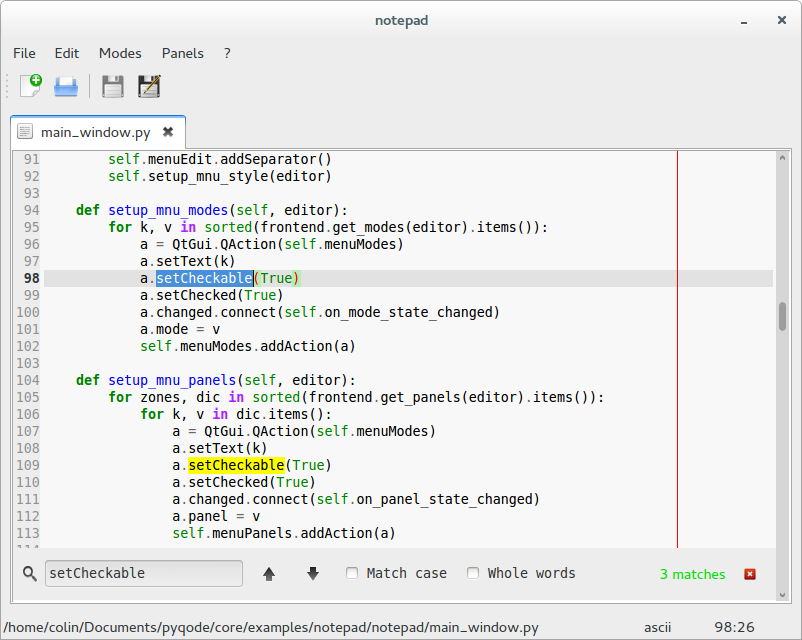 notepad
File Edit Modes Panels ?
main_window.py
91         self.menuEdit.addSeparator()
92         self.setup_mnu_style(editor)
93
94     def setup_mnu_modes(self, editor):
95         for k, v in sorted(frontend.get_modes(editor).items()):
96             a = QtGui.QAction(self.menuModes)
97             a.setText(k)
98             a.setCheckable(True)
99             a.setChecked(True)
100             a.changed.connect(self.on_mode_state_changed)
101             a.mode = v
102             self.menuModes.addAction(a)
103
104     def setup_mnu_panels(self, editor):
105         for zones, dic in sorted(frontend.get_panels(editor).items()):
106             for k, v in dic.items():
107                 a = QtGui.QAction(self.menuModes)
108                 a.setText(k)
109                 a.setCheckable(True)
110                 a.setChecked(True)
111                 a.changed.connect(self.on_panel_state_changed)
112                 a.panel = v
113                 self.menuPanels.addAction(a)
setCheckable Match case Whole words 3 matches
/home/colin/Documents/pyqode/core/examples/notepad/notepad/main_window.py ascii 98:26